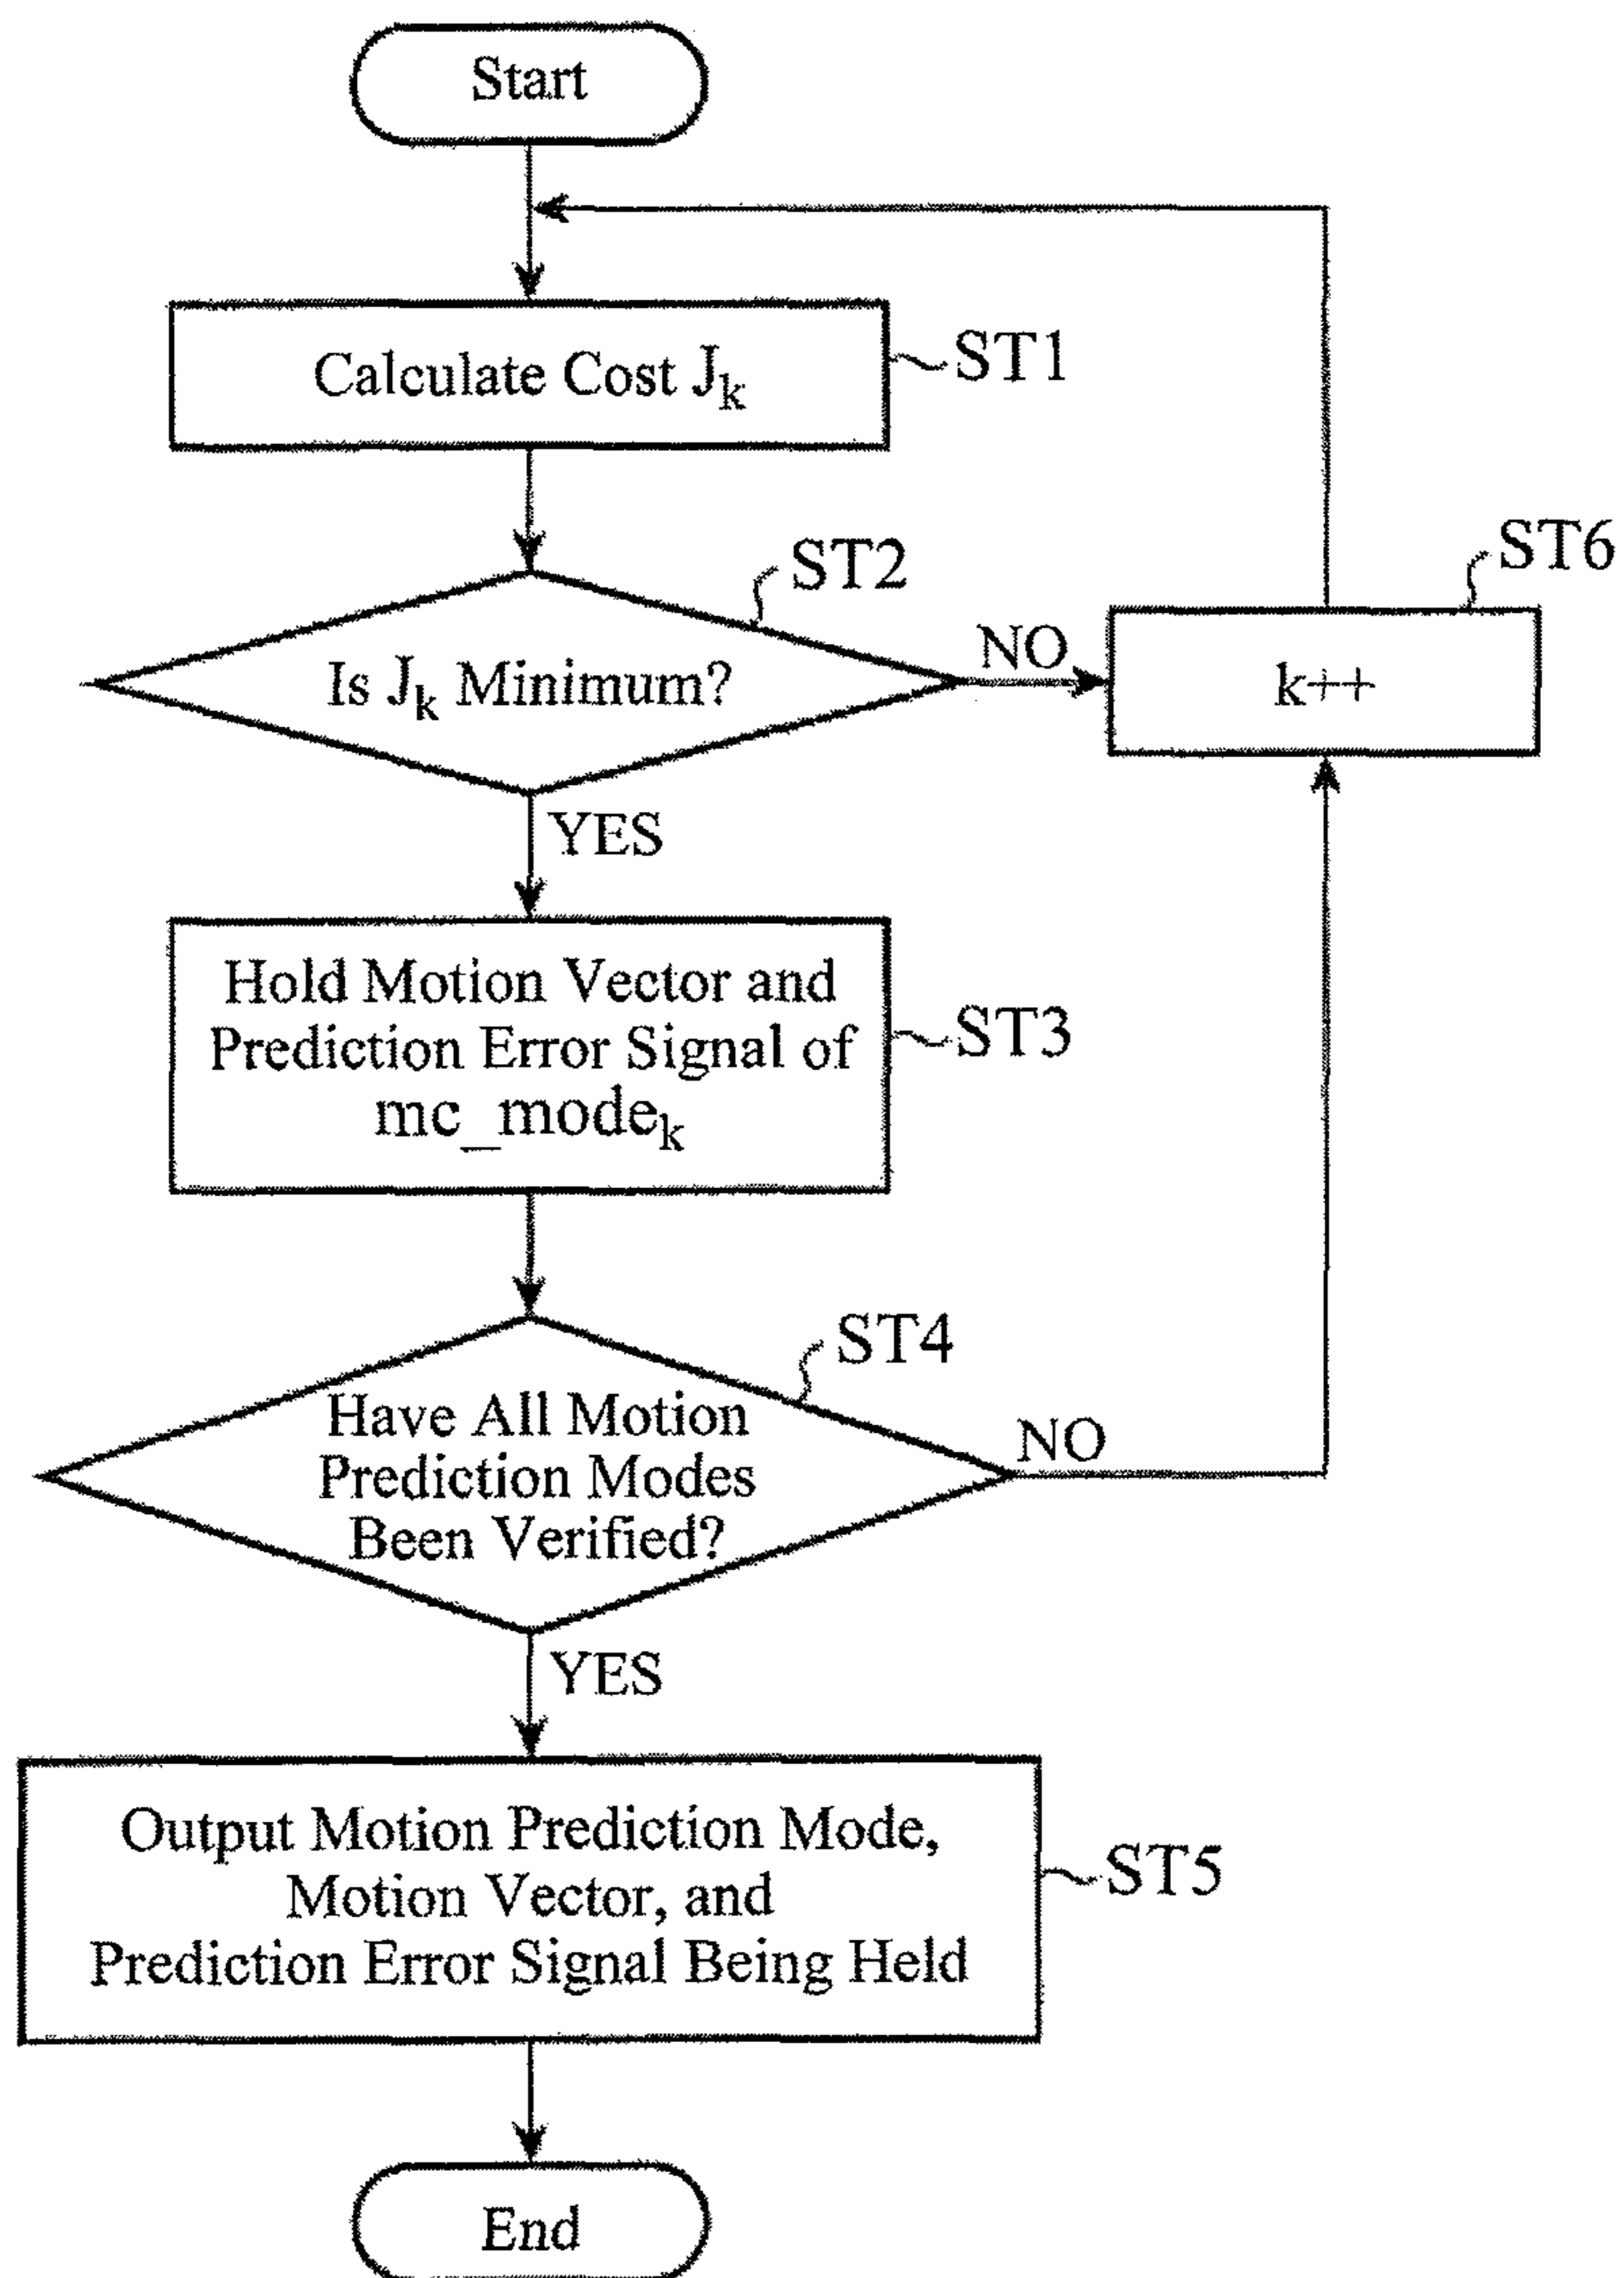 Start
Calculate Cost Jk
ST1
ST2
Is Jk Minimum?
NO
ST6
k++
YES
Hold Motion Vector and
Prediction Error Signal of
mc_modek
ST3
ST4
Have All Motion
Prediction Modes
Been Verified?
NO
YES
Output Motion Prediction Mode,
Motion Vector, and
Prediction Error Signal Being Held
ST5
End